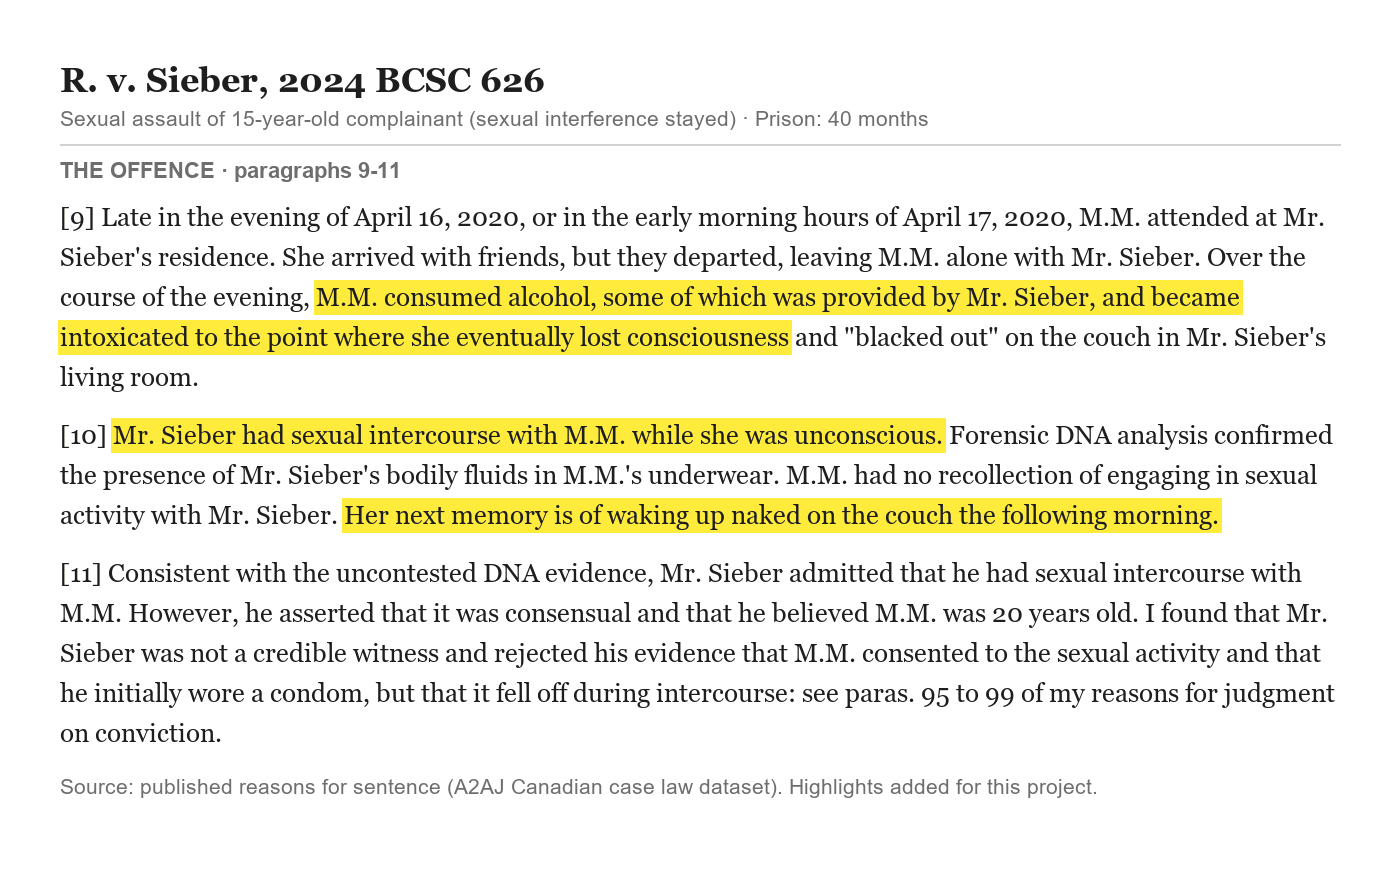 R. v. Sieber, 2024 BCSC 626
Sexual assault of 15-year-old complainant (sexual interference stayed) · Prison: 40 months
THE OFFENCE · paragraphs 9-11
[9] Late in the evening of April 16, 2020, or in the early morning hours of April 17, 2020, M.M. attended at Mr.
Sieber's residence. She arrived with friends, but they departed, leaving M.M. alone with Mr. Sieber. Over the
course of the evening, M.M. consumed alcohol, some of which was provided by Mr. Sieber, and became
intoxicated to the point where she eventually lost consciousness and "blacked out" on the couch in Mr. Sieber's
living room.
[10] Mr. Sieber had sexual intercourse with M.M. while she was unconscious. Forensic DNA analysis confirmed
the presence of Mr. Sieber's bodily fluids in M.M.'s underwear. M.M. had no recollection of engaging in sexual
activity with Mr. Sieber. Her next memory is of waking up naked on the couch the following morning.
[11] Consistent with the uncontested DNA evidence, Mr. Sieber admitted that he had sexual intercourse with
M.M. However, he asserted that it was consensual and that he believed M.M. was 20 years old. I found that Mr.
Sieber was not a credible witness and rejected his evidence that M.M. consented to the sexual activity and that
he initially wore a condom, but that it fell off during intercourse: see paras. 95 to 99 of my reasons for judgment
on conviction.
Source: published reasons for sentence (A2AJ Canadian case law dataset). Highlights added for this project.